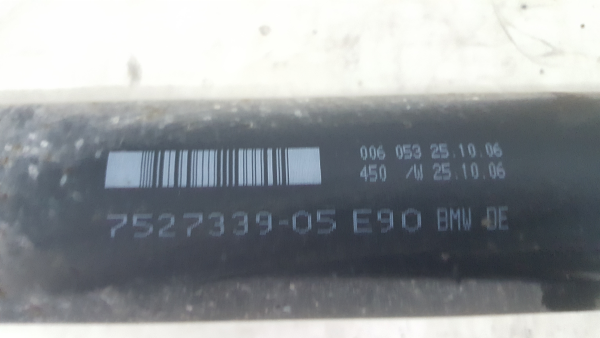 006 053 25.10.06
450 /W 25.10.06
7527339-05 E90 BMW DE